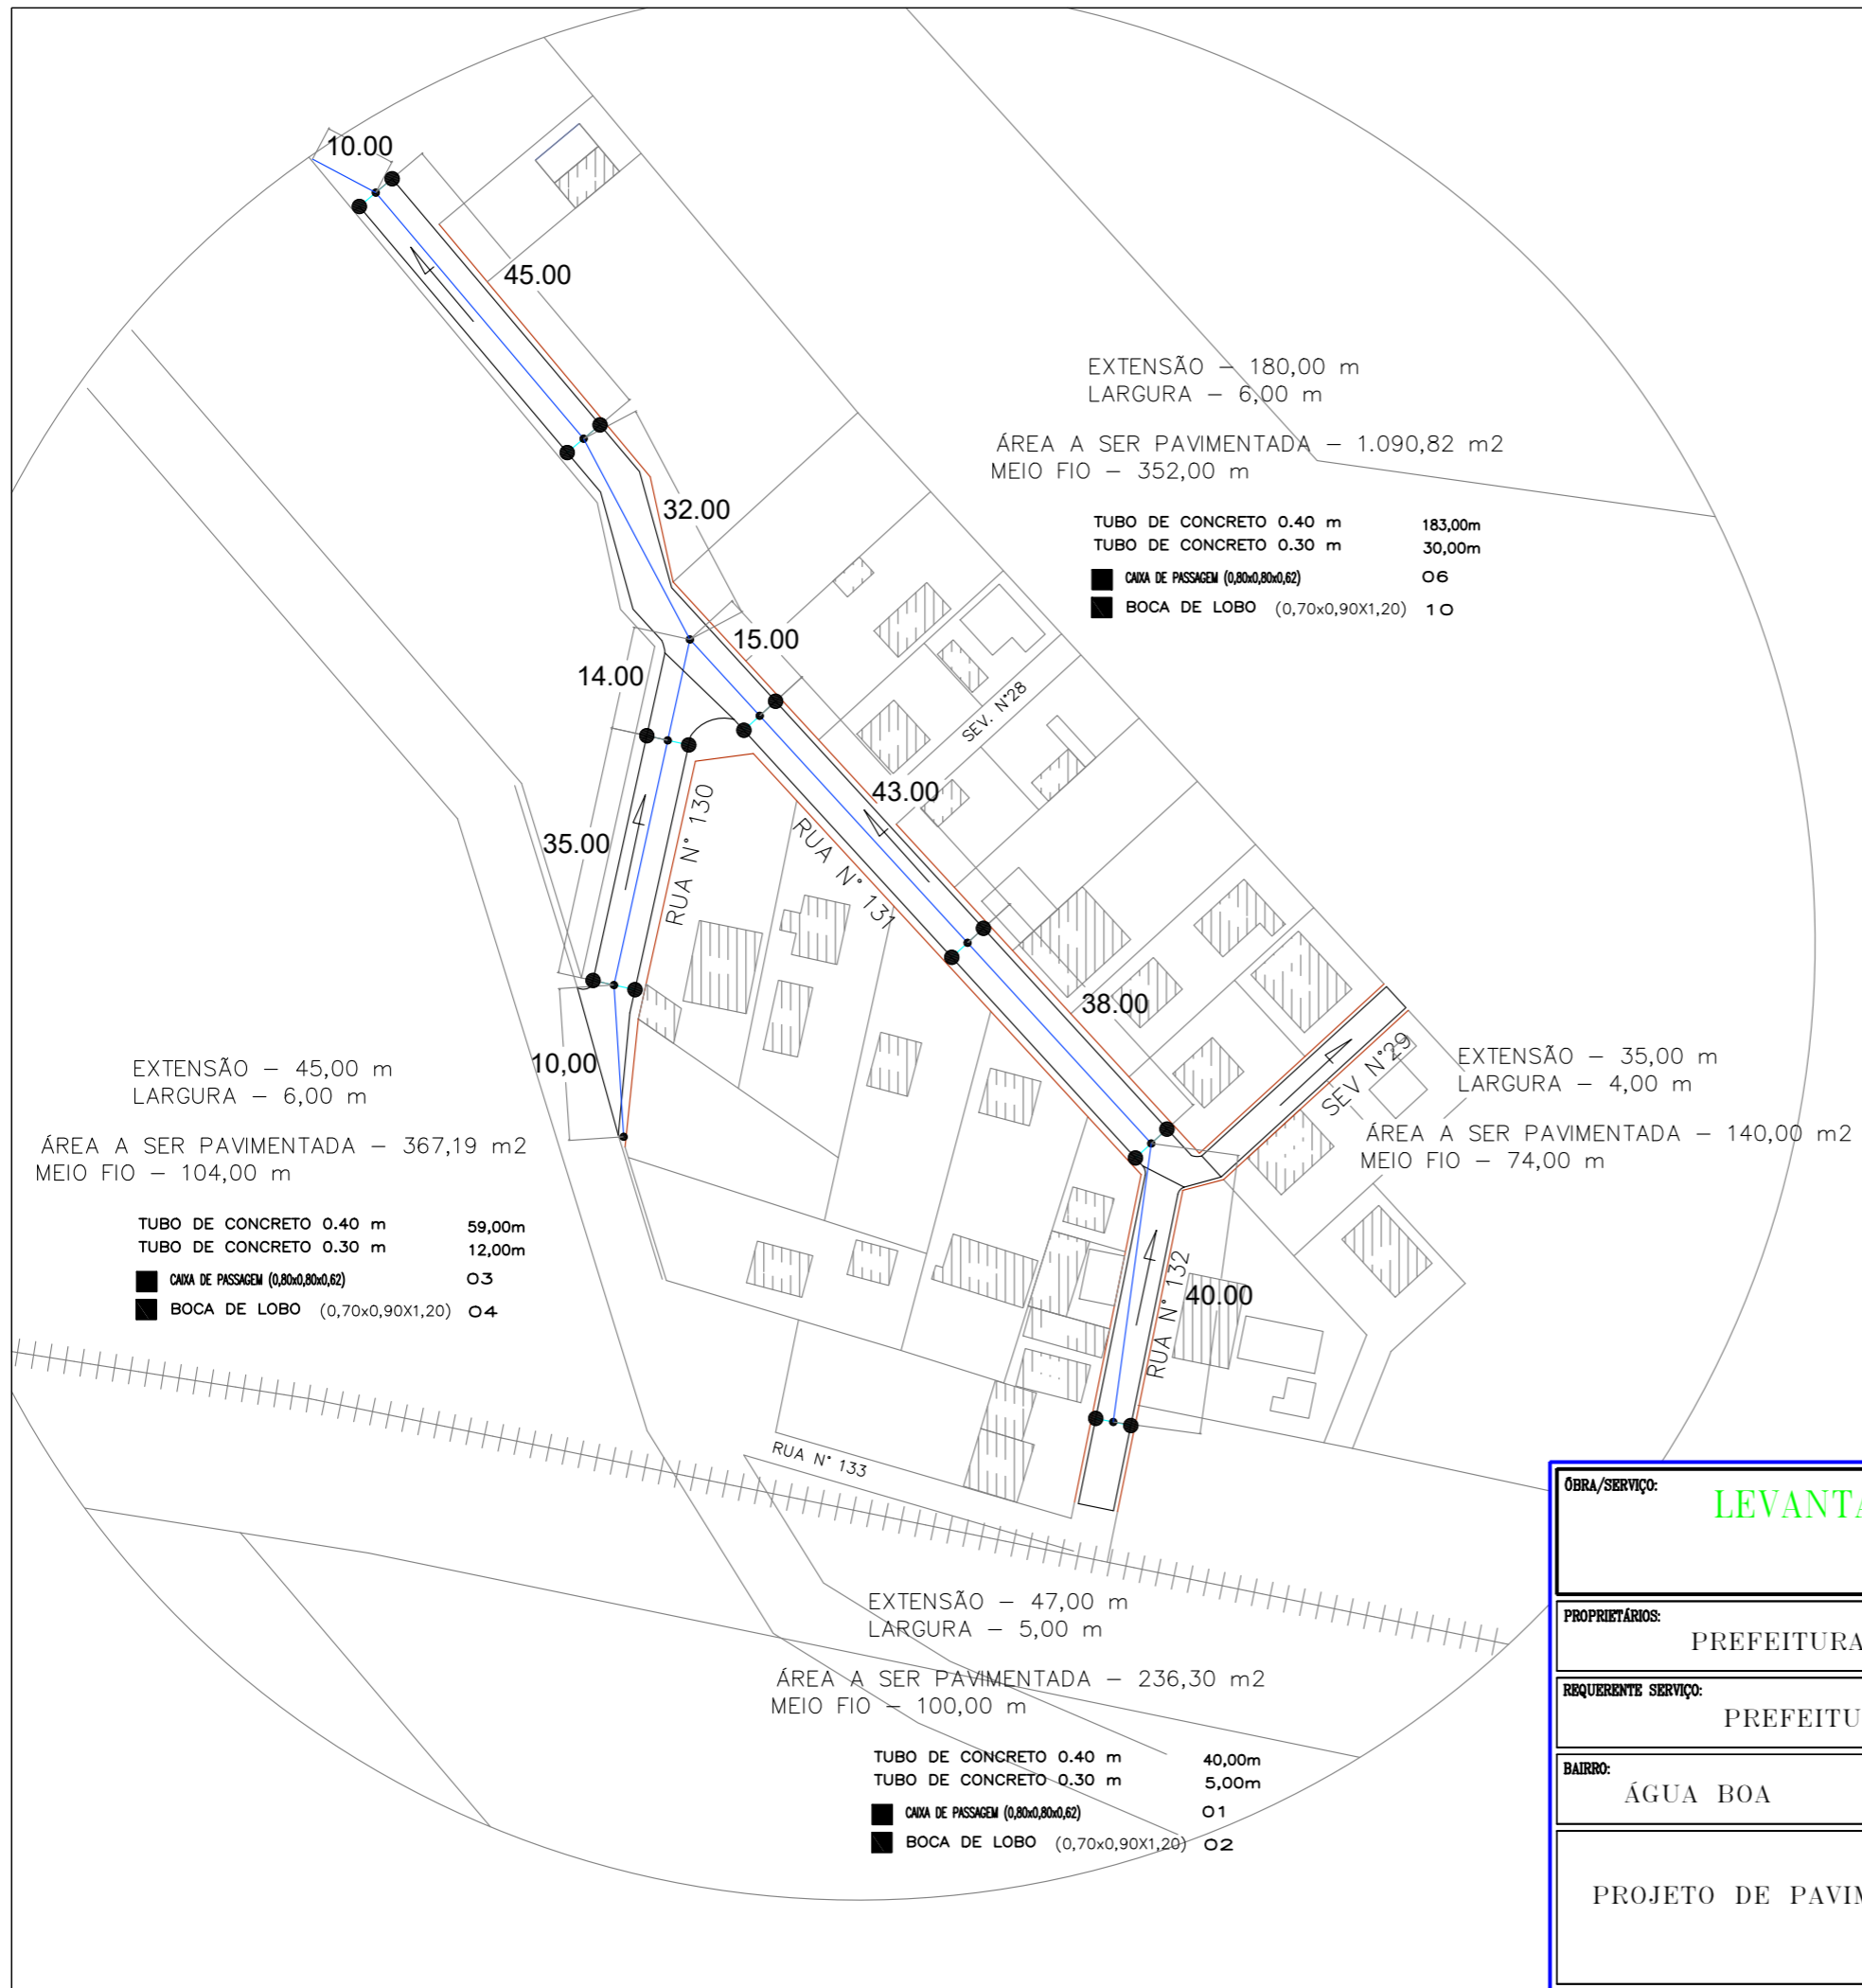 10.00
45.00
EXTENSÃO – 180,00 m
LARGURA – 6,00 m
ÁREA A SER PAVIMENTADA – 1.090,82 m2
MEIO FIO – 352,00 m
32.00
TUBO DE CONCRETO 0.40 m 183,00m
TUBO DE CONCRETO 0.30 m 30,00m
CAIXA DE PASSAGEM (0,80x0,80x0,62) 06
BOCA DE LOBO (0,70x0,90X1,20) 10
15.00
14.00
SEV. N°28
43.00
35.00
RUA N° 130
RUA N° 131
38.00
10,00
SEV N°29
EXTENSÃO – 45,00 m
LARGURA – 6,00 m
ÁREA A SER PAVIMENTADA – 367,19 m2
MEIO FIO – 104,00 m
EXTENSÃO – 35,00 m
LARGURA – 4,00 m
ÁREA A SER PAVIMENTADA – 140,00 m2
MEIO FIO – 74,00 m
TUBO DE CONCRETO 0.40 m 59,00m
TUBO DE CONCRETO 0.30 m 12,00m
CAIXA DE PASSAGEM (0,80x0,80x0,62) 03
BOCA DE LOBO (0,70x0,90X1,20) 04
RUA N° 132
40.00
RUA N° 133
EXTENSÃO – 47,00 m
LARGURA – 5,00 m
ÁREA A SER PAVIMENTADA – 236,30 m2
MEIO FIO – 100,00 m
TUBO DE CONCRETO 0.40 m 40,00m
TUBO DE CONCRETO 0.30 m 5,00m
CAIXA DE PASSAGEM (0,80x0,80x0,62) 01
BOCA DE LOBO (0,70x0,90X1,20) 02
ÓBRA/SERVIÇO:
LEVANTA
PROPRIETÁRIOS:
PREFEITURA
REQUERENTE SERVIÇO:
PREFEITU
BAIRRO:
ÁGUA BOA
PROJETO DE PAVIM